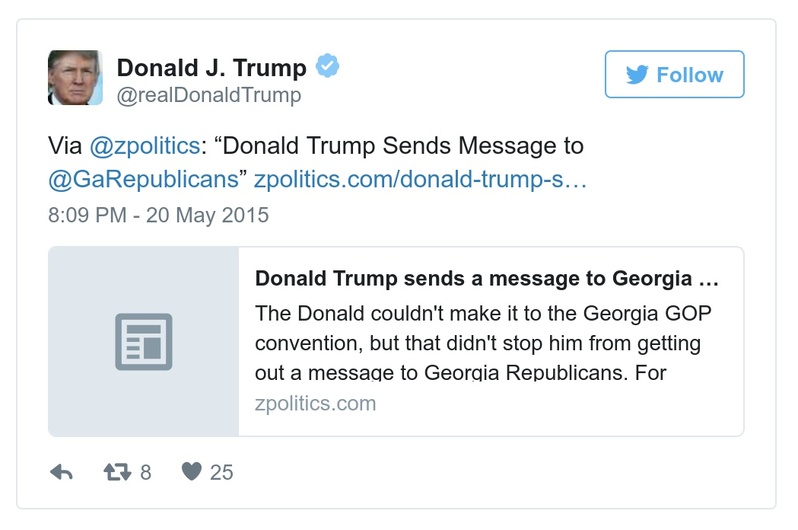 Donald J. Trump
@realDonaldTrump
Follow
Via @zpolitics: “Donald Trump Sends Message to
@GaRepublicans” zpolitics.com/donald-trump-s…
8:09 PM - 20 May 2015
Donald Trump sends a message to Georgia …
The Donald couldn't make it to the Georgia GOP
convention, but that didn't stop him from getting
out a message to Georgia Republicans. For
zpolitics.com
8
25